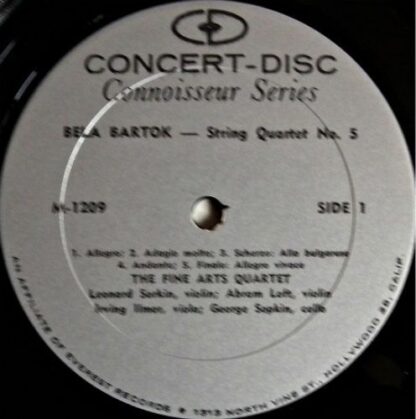 CD
CONCERT-DISC
Connoisseur Series
BELA BARTOK — String Quartet No. 5
M-1209 SIDE 1
1. Allegro; 2. Adagio molto; 3. Scherzo: Alla bulgarese
4. Andante; 5. Finale: Allegro vivace
THE FINE ARTS QUARTET
Leonard Sorkin, violin; Abram Loft, violin
Irving Ilmer, viola; George Sopkin, cello
AN AFFILIATE OF EVEREST RECORDS • 1313 NORTH VINE ST., HOLLYWOOD 28, CALIF.